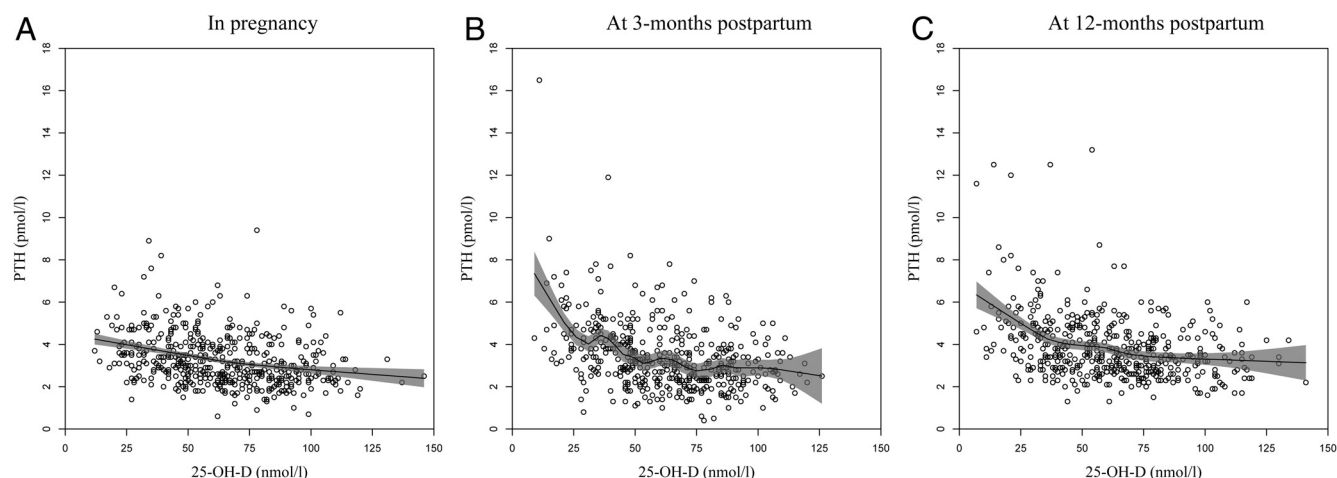 A In pregnancy
18
16
14
12
10
8
6
4
2
0
PTH (pmol/l)
0 25 50 75 100 125 150
25-OH-D (nmol/l)
B At 3-months postpartum
18
16
14
12
10
8
6
4
2
0
PTH (pmol/l)
0 25 50 75 100 125 150
25-OH-D (nmol/l)
C At 12-months postpartum
18
16
14
12
10
8
6
4
2
0
PTH (pmol/l)
0 25 50 75 100 125 150
25-OH-D (nmol/l)